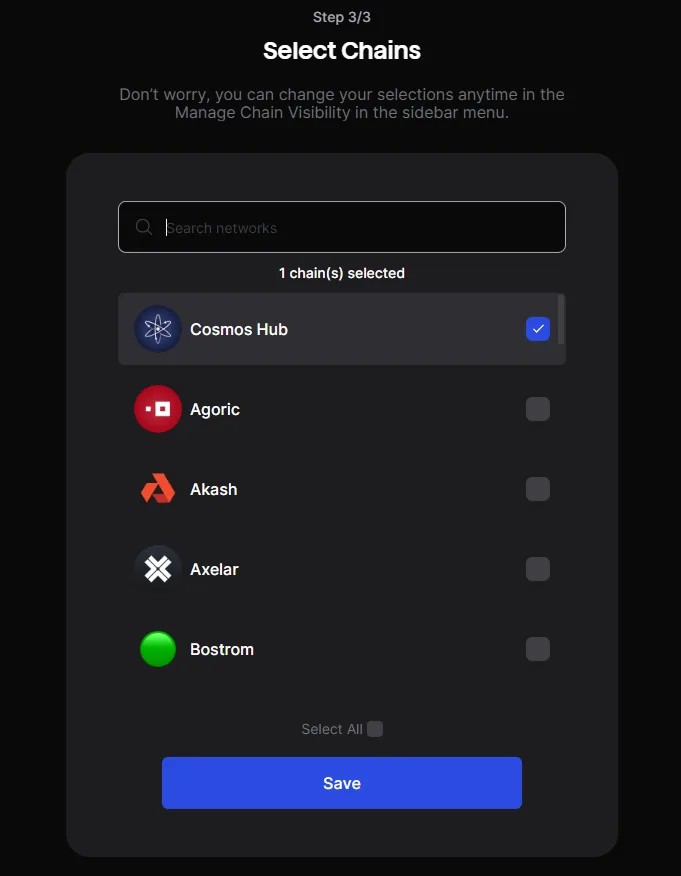 Step 3/3
Select Chains
Don’t worry, you can change your selections anytime in the
Manage Chain Visibility in the sidebar menu.
Search networks
1 chain(s) selected
Cosmos Hub
Agoric
Akash
Axelar
Bostrom
Select All
Save